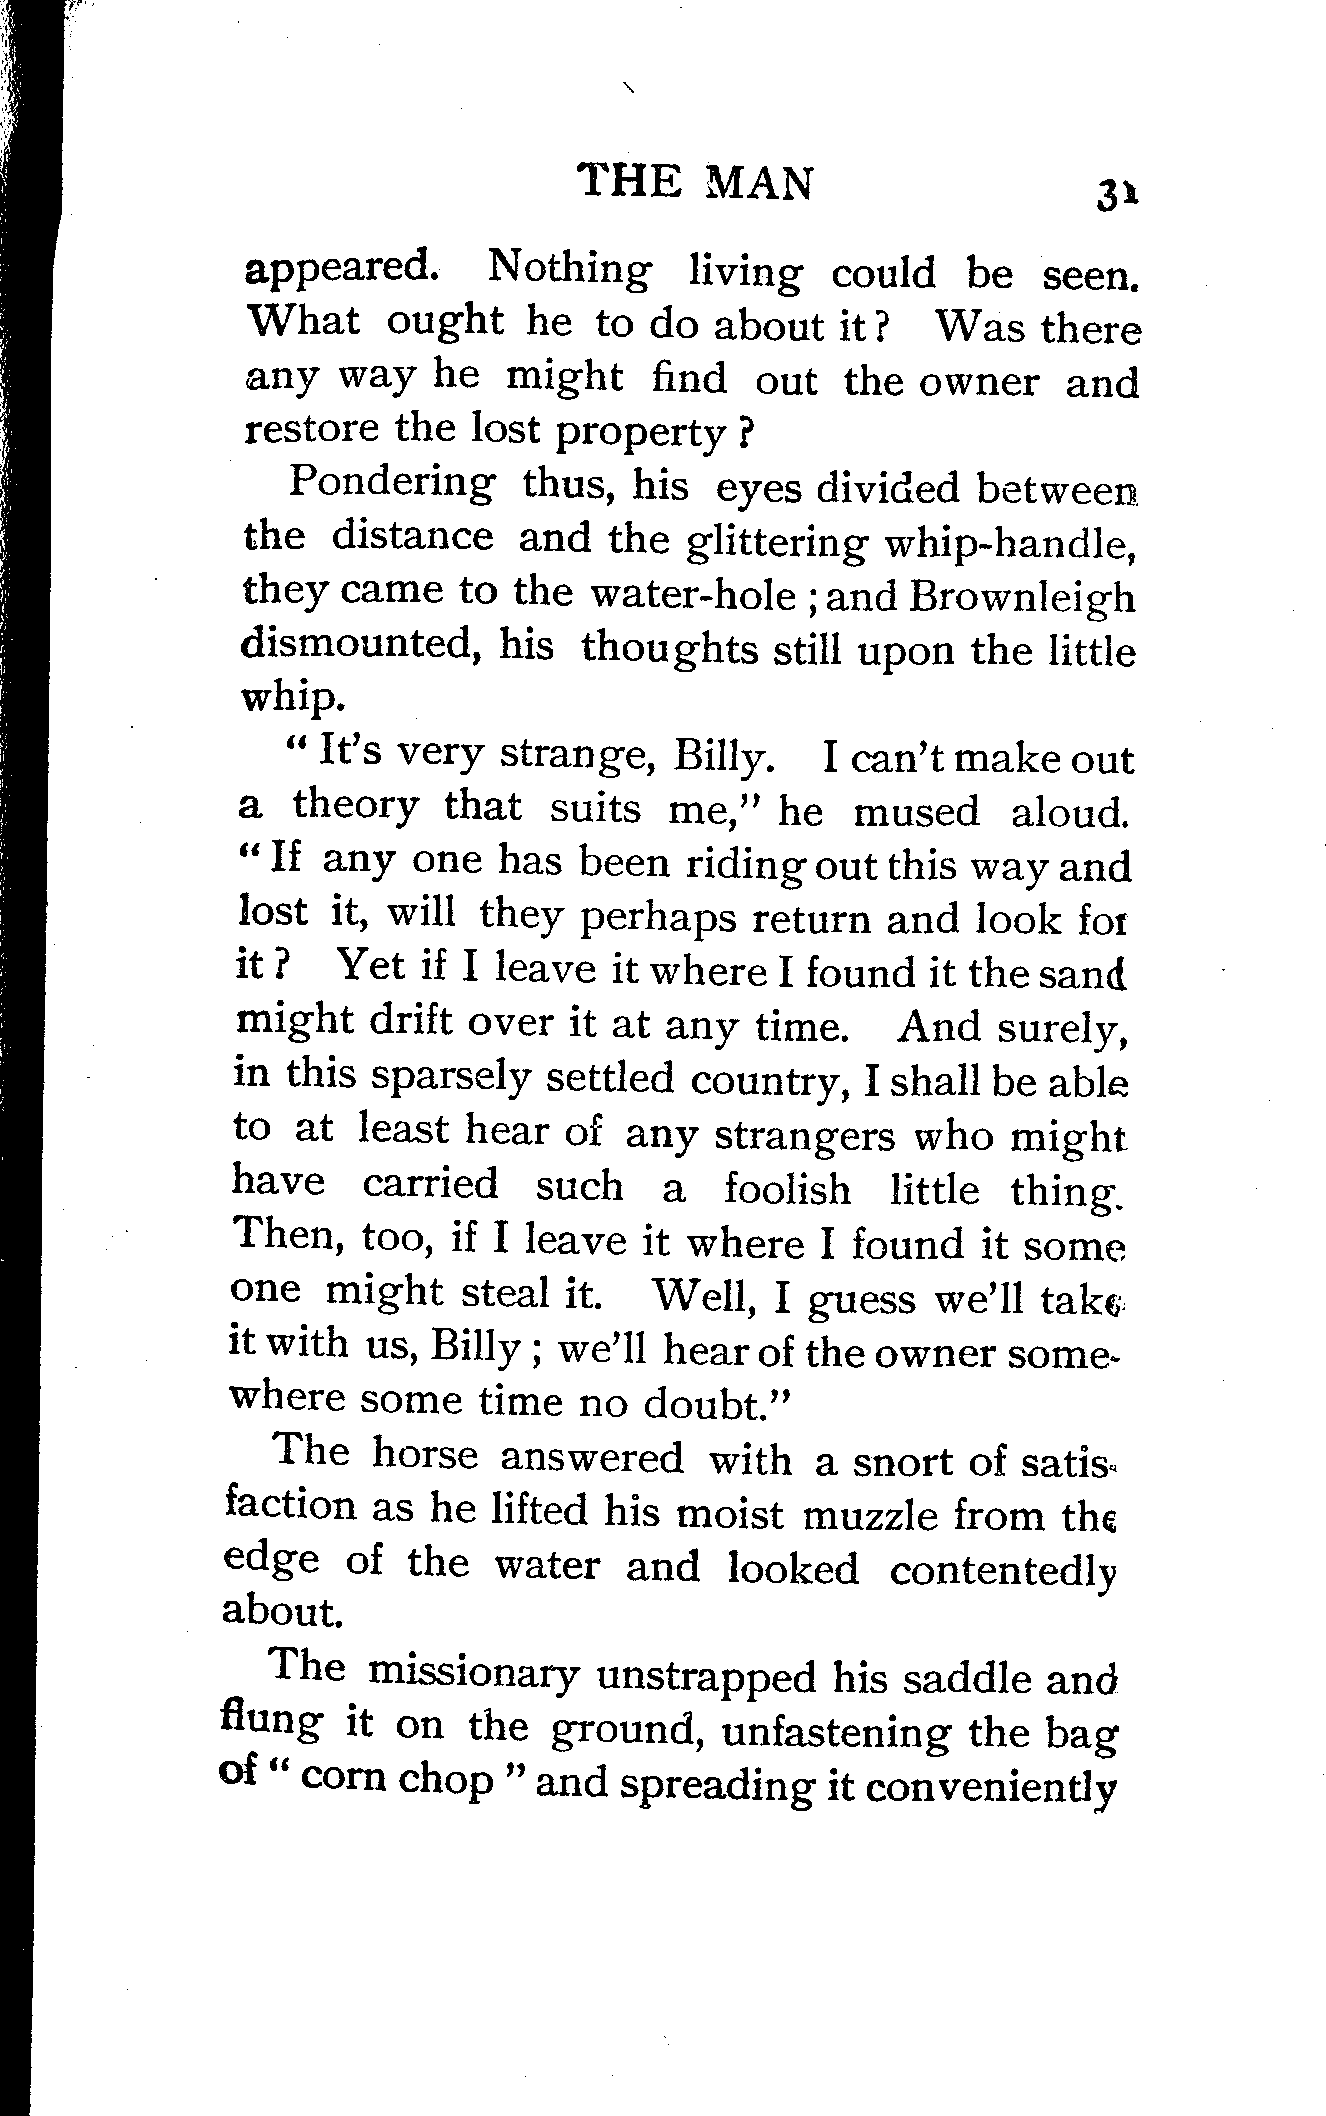 THE MAN 31
appeared. Nothing living could be seen.
What ought he to do about it? Was there
any way he might find out the owner and
restore the lost property?
Pondering thus, his eyes divided between
the distance and the glittering whip-handle,
they came to the water-hole; and Brownleigh
dismounted, his thoughts still upon the little
whip.
"It's very strange, Billy. I can't make out
a theory that suits me," he mused aloud.
"If any one has been riding out this way and
lost it, will they perhaps return and look for
it? Yet if I leave it where I found it the sand
might drift over it at any time. And surely,
in this sparsely settled country, I shall be able
to at least hear of any strangers who might
have carried such a foolish little thing.
Then, too, if I leave it where I found it some
one might steal it. Well, I guess we'll take
it with us, Billy; we'll hear of the owner some-
where some time no doubt."
The horse answered with a snort of satis-
faction as he lifted his moist muzzle from the
edge of the water and looked contentedly
about.
The missionary unstrapped his saddle and
flung it on the ground, unfastening the bag
of "corn chop" and spreading it conveniently